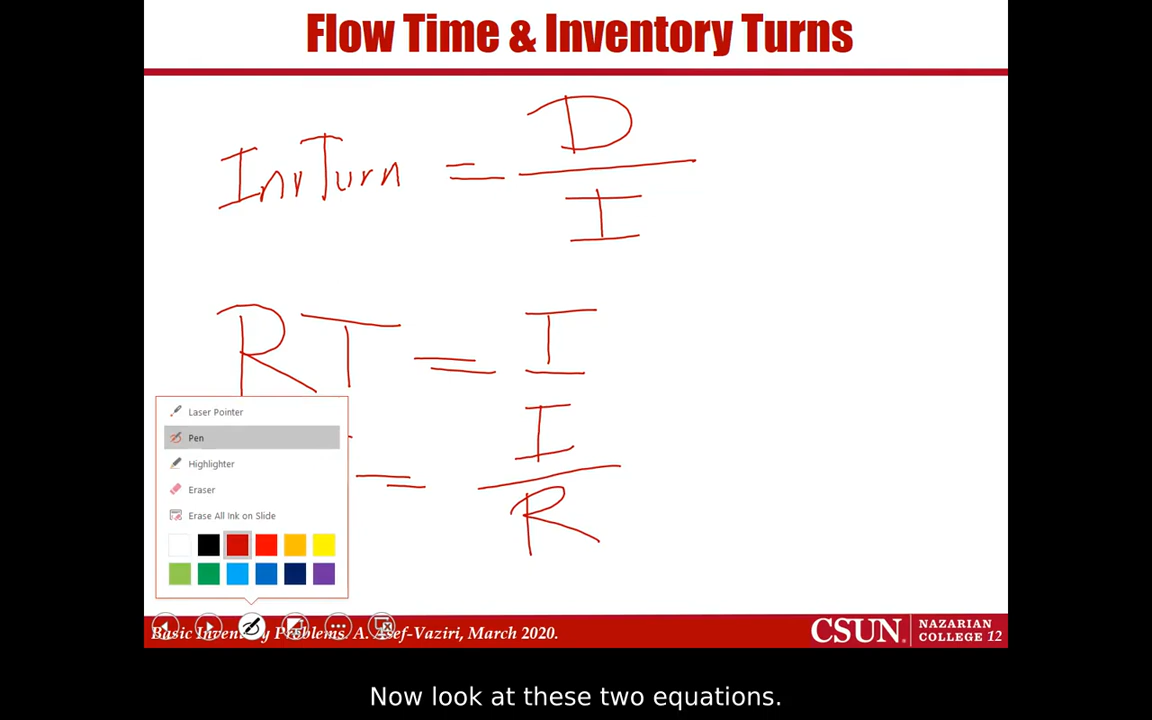 Flow Time & Inventory Turns
InvTurn = D
I
RT = I
= I
R
Laser Pointer
Pen
Highlighter
Eraser
Erase All Ink on Slide
Basic Inventory Problems. A. Asef-Vaziri, March 2020.
CSUN. NAZARIAN
COLLEGE 12
Now look at these two equations.